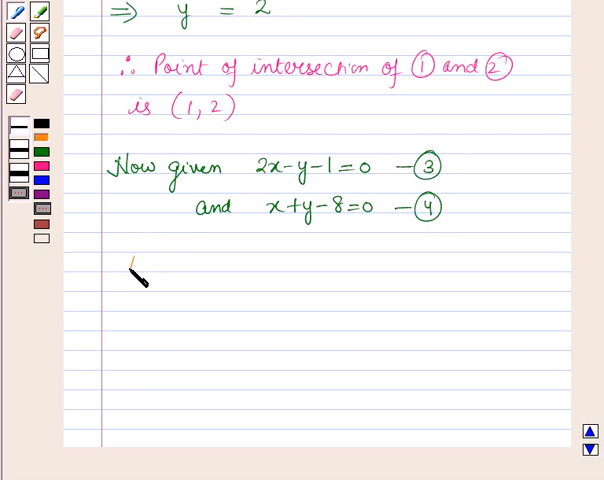 ⇒ y = 2
∴ Point of intersection of ① and ②
is (1, 2)
Now given 2x-y-1=0 -③
and x+y-8=0 -④